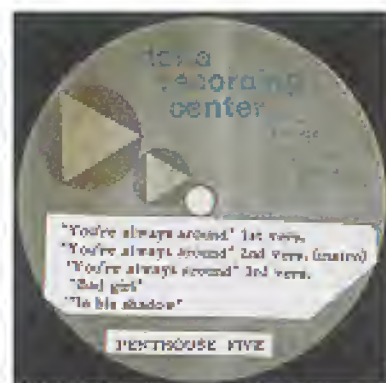 recording
center
"You're always around" 1st vers.
"You're always around" 2nd vers. (mains)
"You're always around" 3rd vers.
"Bad girl"
"In his shadow"
PENTHOUSE FIVE